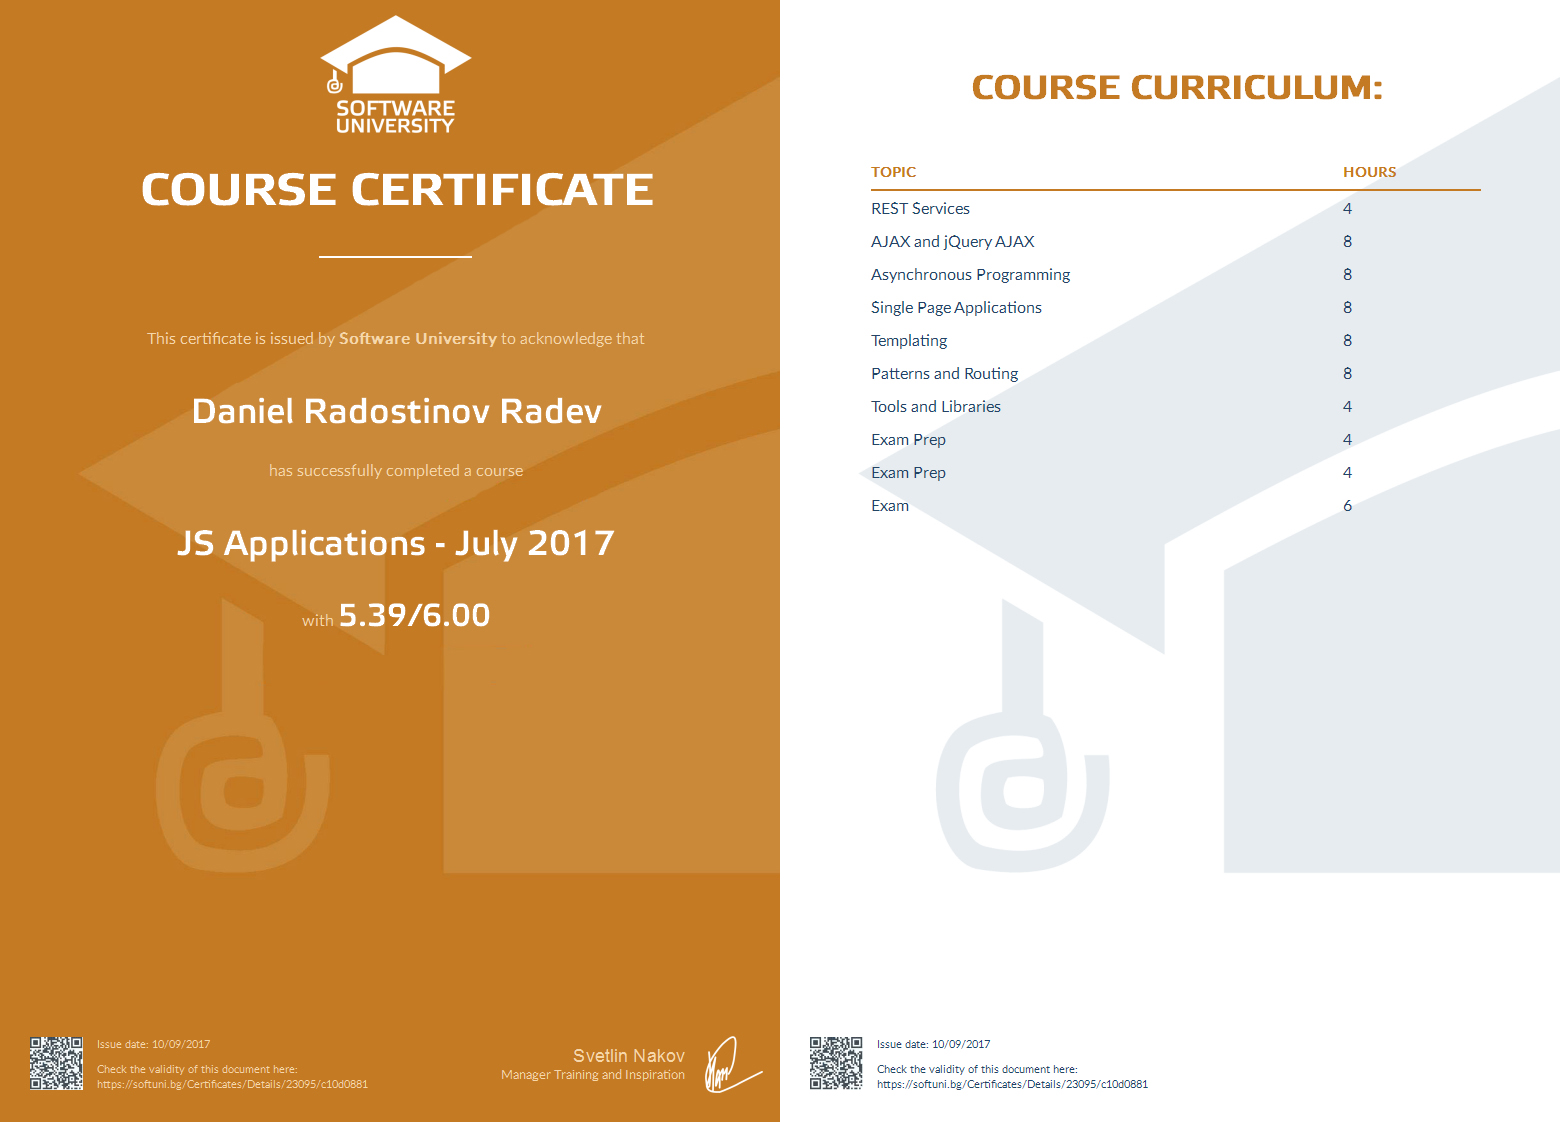 SOFTWARE
UNIVERSITY
COURSE CERTIFICATE
This certificate is issued by Software University to acknowledge that
Daniel Radostinov Radev
has successfully completed a course
JS Applications - July 2017
with 5.39/6.00
Issue date: 10/09/2017
Check the validity of this document here:
https://softuni.bg/Certificates/Details/23095/c10d0881
Svetlin Nakov
Manager Training and Inspiration
COURSE CURRICULUM:
TOPIC HOURS
REST Services 4
AJAX and jQuery AJAX 8
Asynchronous Programming 8
Single Page Applications 8
Templating 8
Patterns and Routing 8
Tools and Libraries 4
Exam Prep 4
Exam Prep 4
Exam 6
Issue date: 10/09/2017
Check the validity of this document here:
https://softuni.bg/Certificates/Details/23095/c10d0881